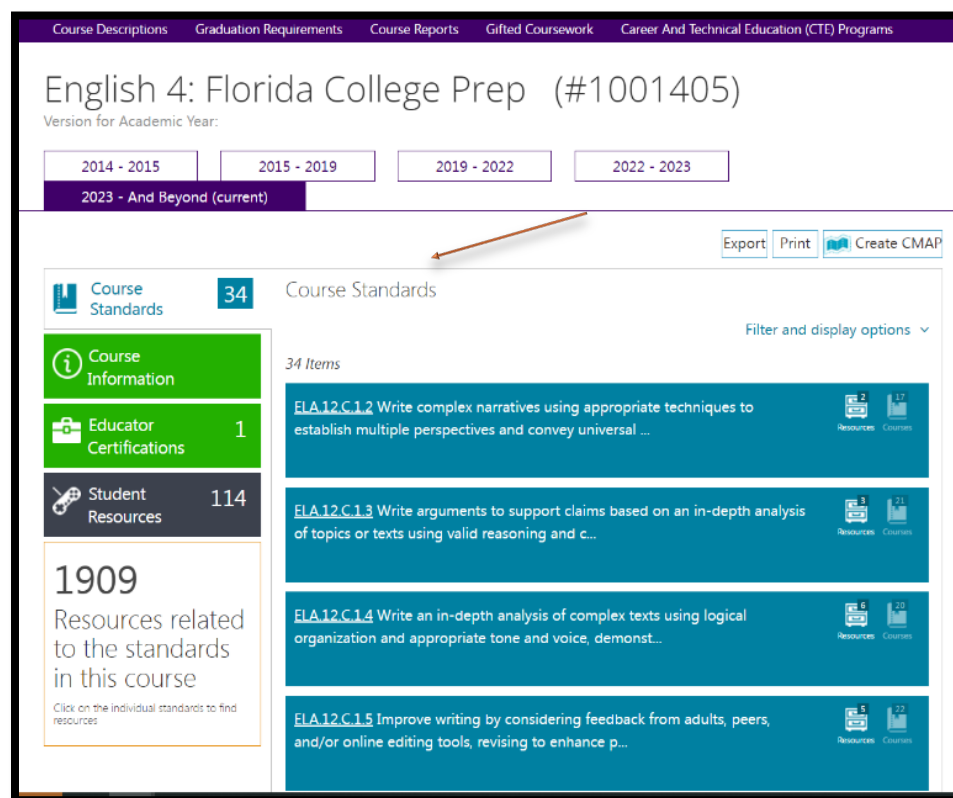 Course Descriptions Graduation Requirements Course Reports Gifted Coursework Career And Technical Education (CTE) Programs
English 4: Florida College Prep (#1001405)
Version for Academic Year:
2014 - 2015 2015 - 2019 2019 - 2022 2022 - 2023
2023 - And Beyond (current)
Export Print Create CMAP
Course
Standards
34
Course Information
Educator
Certifications
1
Student
Resources
114
1909
Resources related
to the standards
in this course
Click on the individual standards to find
resources
Course Standards
Filter and display options
34 Items
ELA.12.C.1.2 Write complex narratives using appropriate techniques to
establish multiple perspectives and convey universal ...
2 17
Resources Courses
ELA.12.C.1.3 Write arguments to support claims based on an in-depth analysis
of topics or texts using valid reasoning and c...
3 21
Resources Courses
ELA.12.C.1.4 Write an in-depth analysis of complex texts using logical
organization and appropriate tone and voice, demonst...
6 20
Resources Courses
ELA.12.C.1.5 Improve writing by considering feedback from adults, peers,
and/or online editing tools, revising to enhance p...
5 22
Resources Courses